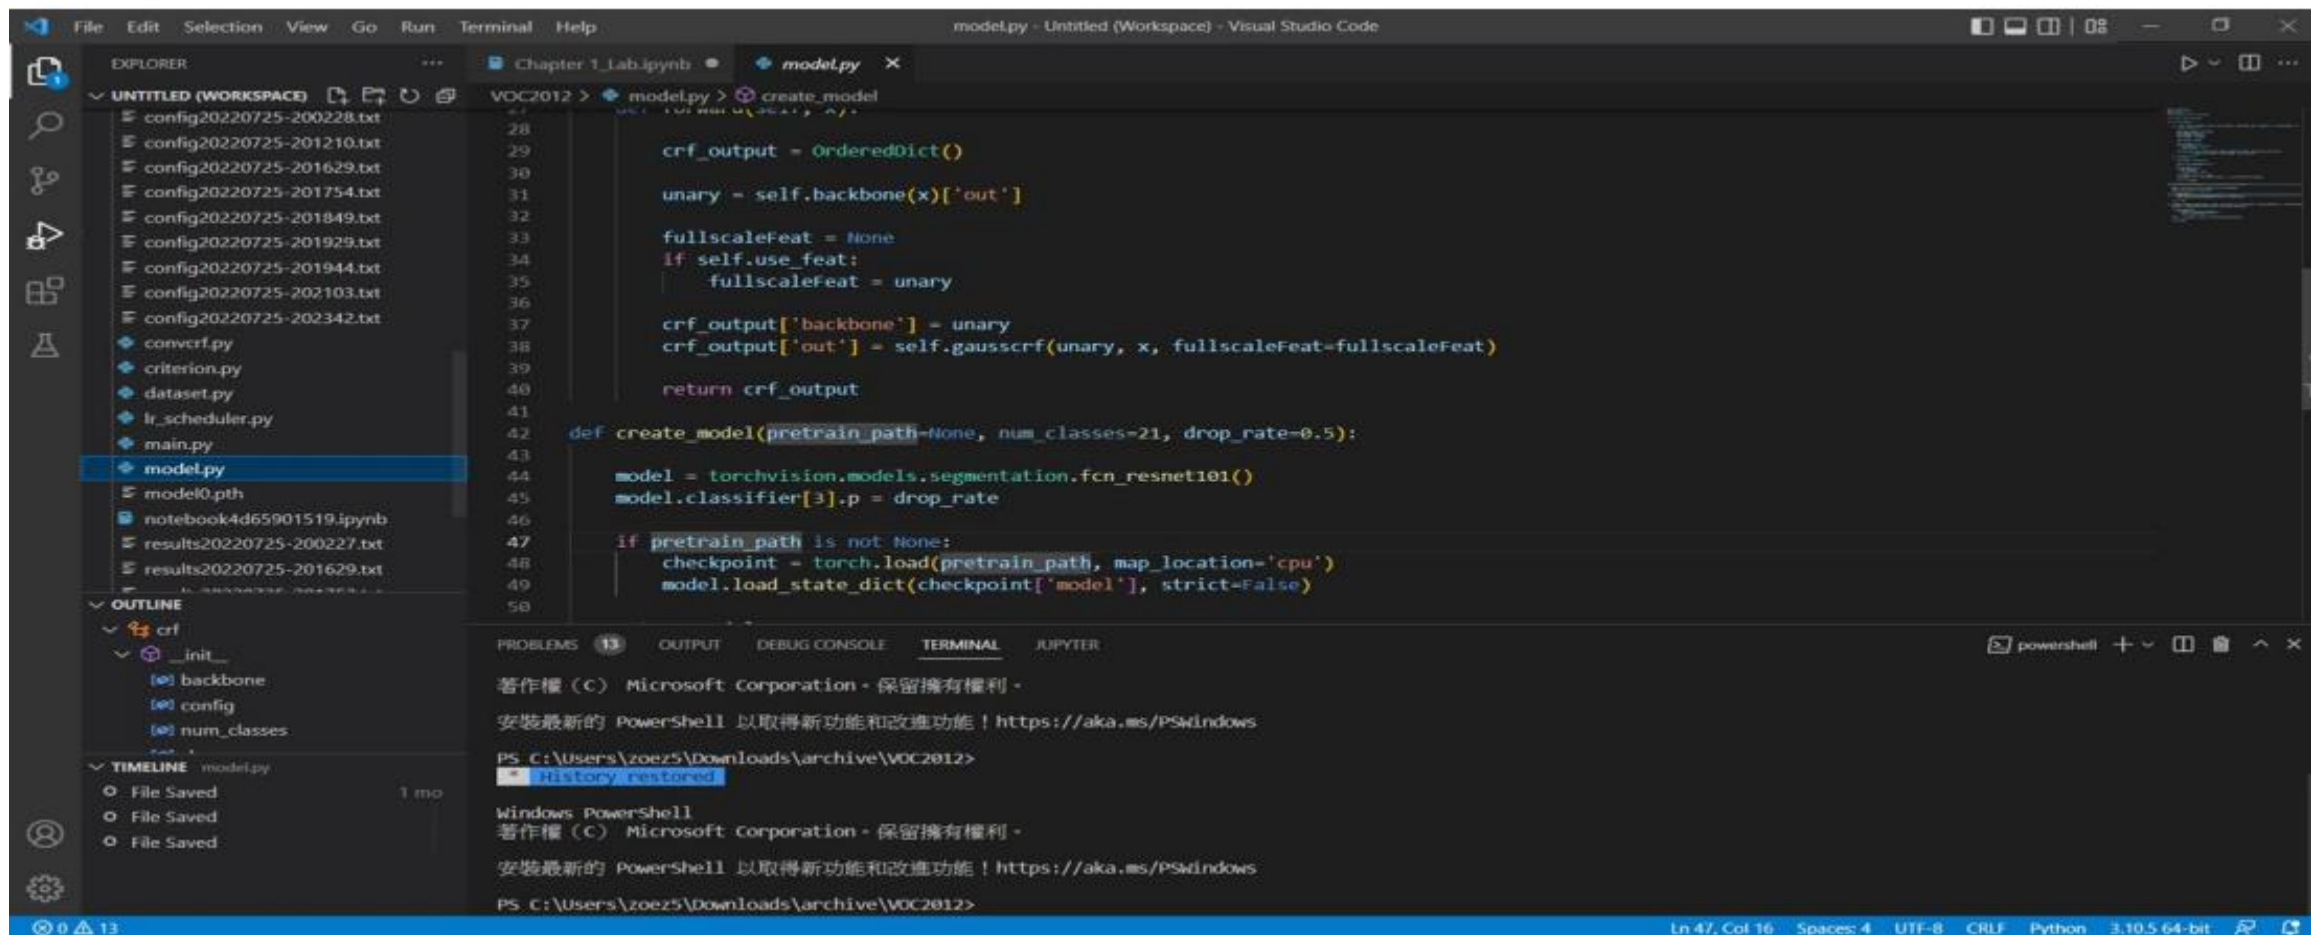 File Edit Selection View Go Run Terminal Help
model.py - Untitled (Workspace) - Visual Studio Code
EXPLORER
UNTITLED (WORKSPACE)
config20220725-200228.txt
config20220725-201210.txt
config20220725-201629.txt
config20220725-201754.txt
config20220725-201849.txt
config20220725-201929.txt
config20220725-201944.txt
config20220725-202103.txt
config20220725-202342.txt
convcrf.py
criterion.py
dataset.py
lr_scheduler.py
main.py
model.py
model0.pth
notebook4d65901519.ipynb
results20220725-200227.txt
results20220725-201629.txt
OUTLINE
crf
__init__
backbone
config
num_classes
TIMELINE model.py
File Saved 1 mo
File Saved
File Saved
Chapter 1_Lab.ipynb
model.py
VOC2012 > model.py > create_model
27 def forward(self, x):
28
29 crf_output = OrderedDict()
30
31 unary = self.backbone(x)['out']
32
33 fullscaleFeat = None
34 if self.use_feat:
35 fullscaleFeat = unary
36
37 crf_output['backbone'] = unary
38 crf_output['out'] = self.gausscrf(unary, x, fullscaleFeat=fullscaleFeat)
39
40 return crf_output
41
42 def create_model(pretrain_path=None, num_classes=21, drop_rate=0.5):
43
44 model = torchvision.models.segmentation.fcn_resnet101()
45 model.classifier[3].p = drop_rate
46
47 if pretrain_path is not None:
48 checkpoint = torch.load(pretrain_path, map_location='cpu')
49 model.load_state_dict(checkpoint['model'], strict=False)
50
PROBLEMS 13 OUTPUT DEBUG CONSOLE TERMINAL JUPYTER
powershell
著作權（C） Microsoft Corporation。保留擁有權利。
安裝最新的 PowerShell 以取得新功能和改進功能！https://aka.ms/PSWindows
PS C:\Users\zoez5\Downloads\archive\VOC2012>
* History restored
Windows PowerShell
著作權（C） Microsoft Corporation。保留擁有權利。
安裝最新的 PowerShell 以取得新功能和改進功能！https://aka.ms/PSWindows
PS C:\Users\zoez5\Downloads\archive\VOC2012>
0 13
Ln 47, Col 16 Spaces: 4 UTF-8 CRLF Python 3.10.5 64-bit